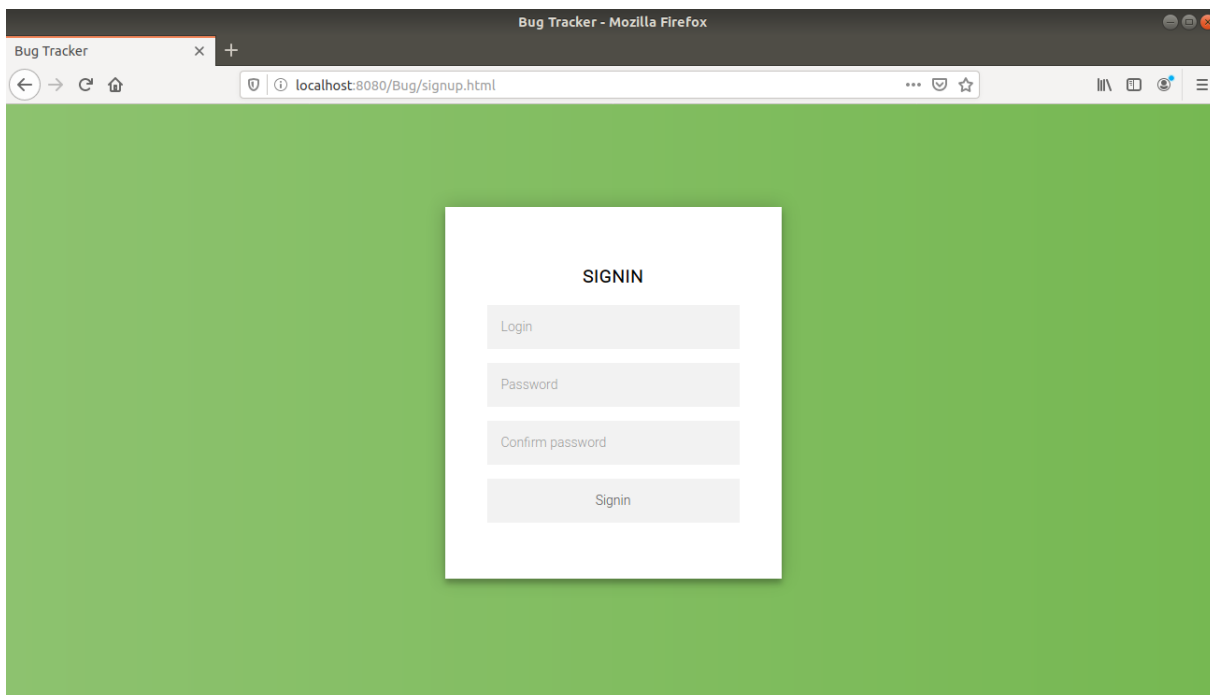 Bug Tracker - Mozilla Firefox
Bug Tracker
localhost:8080/Bug/signup.html
SIGNIN
Login
Password
Confirm password
Signin